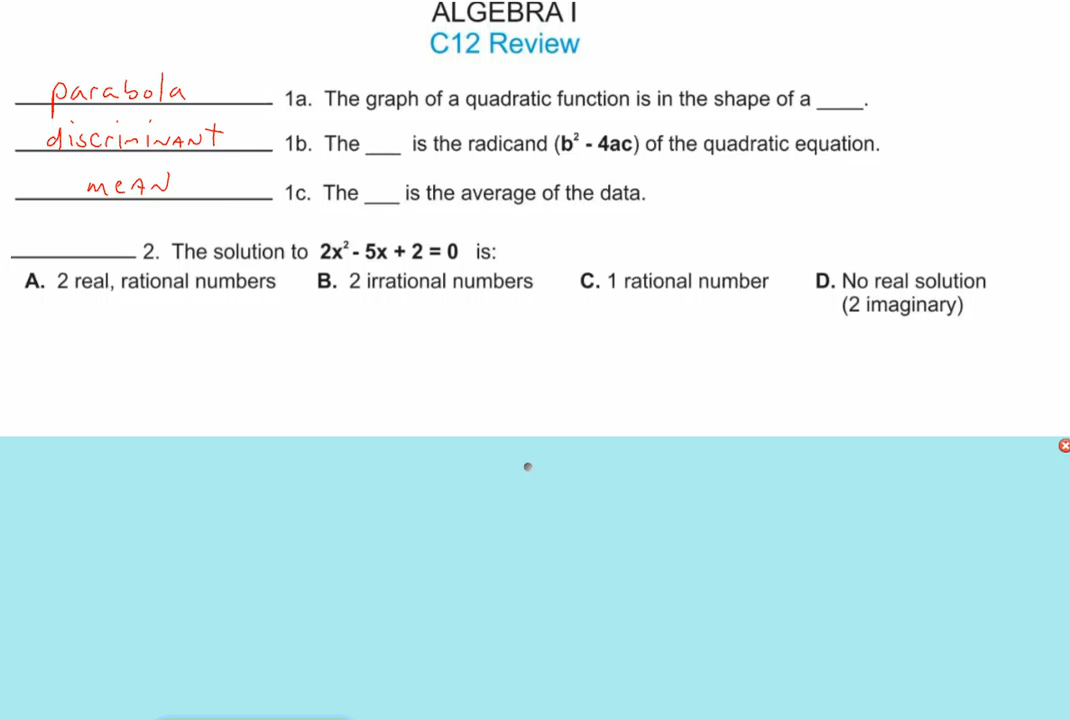 ALGEBRA I
C12 Review
parabola 1a. The graph of a quadratic function is in the shape of a ____.
discriminant 1b. The ___ is the radicand (b² - 4ac) of the quadratic equation.
mean 1c. The ___ is the average of the data.
__________ 2. The solution to 2x² - 5x + 2 = 0 is:
A. 2 real, rational numbers B. 2 irrational numbers C. 1 rational number D. No real solution
(2 imaginary)